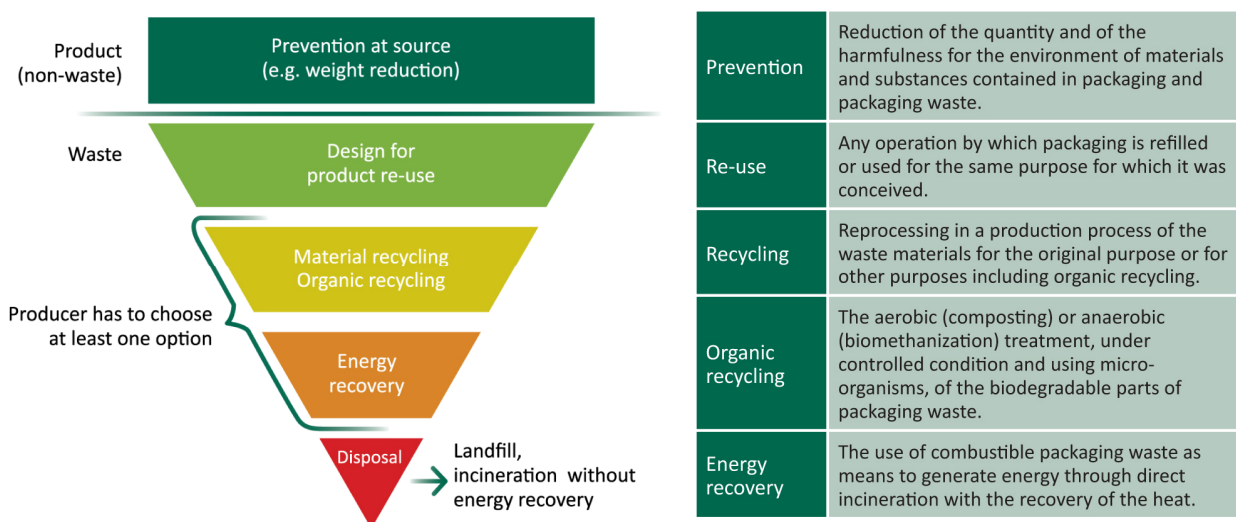 Product
(non-waste)
Prevention at source
(e.g. weight reduction)
Waste
Design for
product re-use
Material recycling
Organic recycling
Producer has to choose
at least one option
Energy
recovery
Disposal
Landfill,
incineration without
energy recovery
Prevention
Reduction of the quantity and of the
harmfulness for the environment of materials
and substances contained in packaging and
packaging waste.
Re-use
Any operation by which packaging is refilled
or used for the same purpose for which it was
conceived.
Recycling
Reprocessing in a production process of the
waste materials for the original purpose or for
other purposes including organic recycling.
Organic
recycling
The aerobic (composting) or anaerobic
(biomethanization) treatment, under
controlled condition and using micro-
organisms, of the biodegradable parts of
packaging waste.
Energy
recovery
The use of combustible packaging waste as
means to generate energy through direct
incineration with the recovery of the heat.